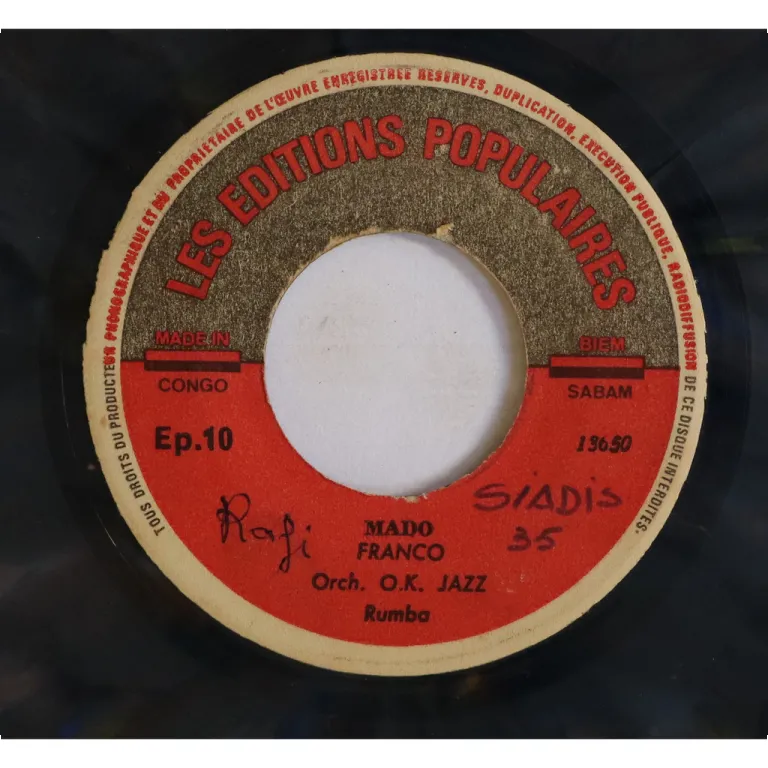 TOUS DROITS DU PRODUCTEUR PHONOGRAPHIQUE ET DU PROPRIETAIRE DE L'ŒUVRE ENREGISTREE RESERVES, DUPLICATION, EXECUTION PUBLIQUE, RADIODIFFUSION DE CE DISQUE INTERDITES.
LES EDITIONS POPULAIRES
MADE IN
CONGO
BIEM
SABAM
Ep.10
13650
Rafi
S/ADIS
35
MADO
FRANCO
Orch. O.K. JAZZ
Rumba